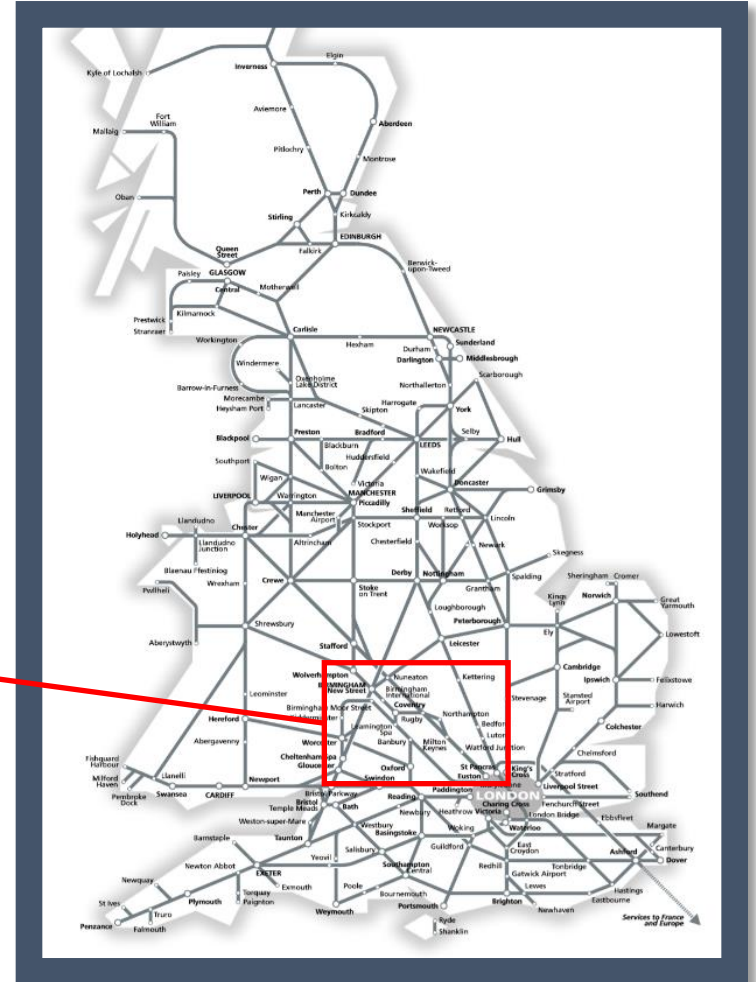 Elgin
Inverness
Kyle of Lochalsh
Aviemore
Fort
William
Aberdeen
Mallaig
Pitlochry
Montrose
Perth
Dundee
Oban
Stirling
Kirkcaldy
EDINBURGH
Queen
Street
Falkirk
Berwick-
upon-Tweed
Paisley
GLASGOW
Central
Motherwell
Prestwick
Kilmarnock
Stranraer
Carlisle
NEWCASTLE
Workington
Hexham
Sunderland
Durham
Darlington
Middlesbrough
Windermere
Scarborough
Oxenholme
Lake District
Barrow-in-Furness
Northallerton
Morecambe
Heysham Port
Lancaster
Harrogate
Skipton
York
Blackpool
Preston
Bradford
Selby
Hull
Blackburn
LEEDS
Southport
Huddersfield
Bolton
Wakefield
Wigan
Victoria
Doncaster
Grimsby
LIVERPOOL
Warrington
MANCHESTER
Piccadilly
Manchester
Airport
Sheffield
Retford
Llandudno
Stockport
Worksop
Lincoln
Holyhead
Chester
Llandudno
Junction
Altrincham
Chesterfield
Newark
Skegness
Blaenau Ffestiniog
Derby
Nottingham
Sheringham
Cromer
Pwllheli
Wrexham
Crewe
Stoke
on Trent
Grantham
Spalding
Kings
Lynn
Norwich
Great
Yarmouth
Loughborough
Peterborough
Shrewsbury
Ely
Aberystwyth
Stafford
Leicester
Lowestoft
Wolverhampton
Cambridge
BIRMINGHAM
New Street
Nuneaton
Kettering
Ipswich
Felixstowe
Birmingham
International
Leominster
Stevenage
Stansted
Airport
Birmingham Moor Street
Coventry
Harwich
Kidderminster
Rugby
Northampton
Hereford
Leamington
Spa
Bedford
Colchester
Abergavenny
Worcester
Banbury
Milton
Keynes
Luton
Fishguard
Harbour
Cheltenham Spa
Watford Junction
Chelmsford
Gloucester
Oxford
St Pancras
King's
Cross
Stratford
Milford
Haven
Llanelli
Euston
Swindon
Pembroke
Dock
Swansea
CARDIFF
Newport
Paddington
Liverpool Street
Bristol Parkway
Reading
LONDON
Southend
Bristol
Temple Meads
Bath
Newbury
Heathrow
Victoria
Charing Cross
Fenchurch Street
London Bridge
Weston-super-Mare
Westbury
Ebbsfleet
Waterloo
Margate
Barnstaple
Taunton
Basingstoke
Woking
Salisbury
Guildford
East
Croydon
Canterbury
Newton Abbot
Yeovil
Redhill
Tonbridge
Ashford
Dover
Southampton
Central
Gatwick Airport
EXETER
Newquay
Exmouth
Poole
Lewes
Hastings
Torquay
Paignton
Bournemouth
Eastbourne
St Ives
Plymouth
Truro
Weymouth
Portsmouth
Brighton
Newhaven
Penzance
Falmouth
Ryde
Shanklin
Services to France
and Europe